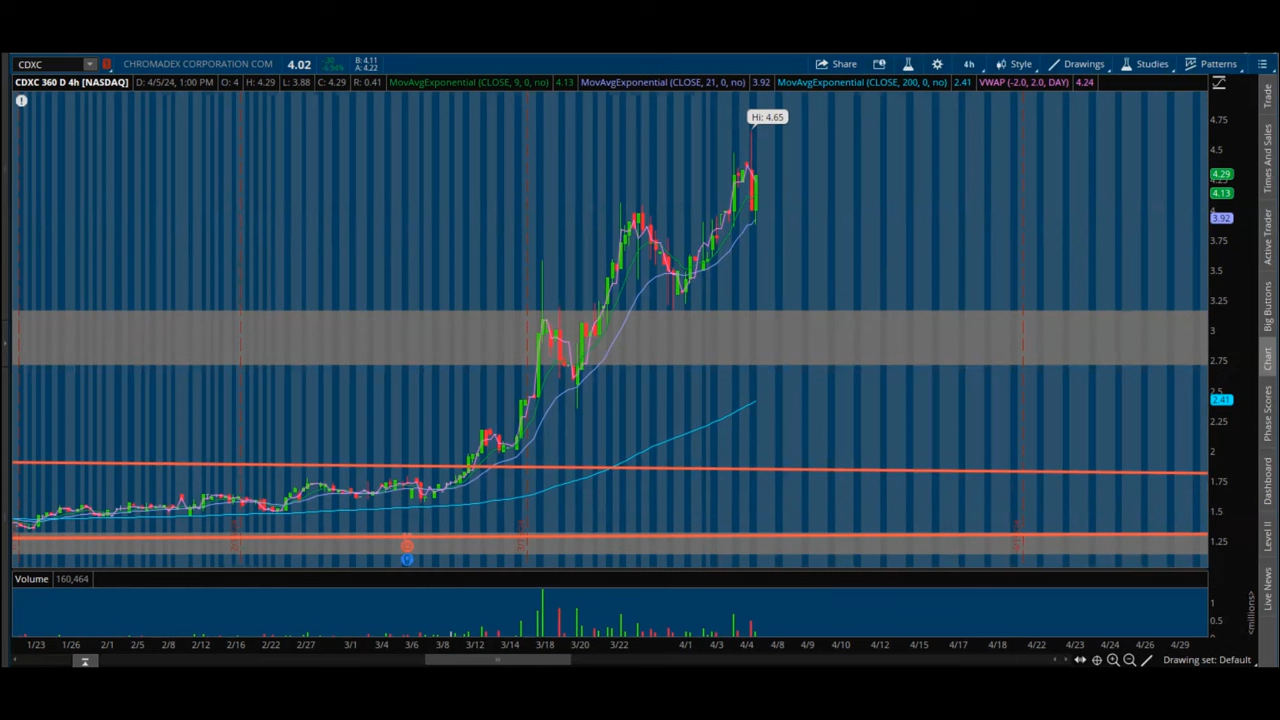 CDXC CHROMADEX CORPORATION COM 4.02 -.30 -6.94% B: 4.11 A: 4.22 Share 4h Style Drawings Studies Patterns
CDXC 360 D 4h [NASDAQ] D: 4/5/24, 1:00 PM O: 4 H: 4.29 L: 3.88 C: 4.29 R: 0.41 MovAvgExponential (CLOSE, 9, 0, no) 4.13 MovAvgExponential (CLOSE, 21, 0, no) 3.92 MovAvgExponential (CLOSE, 200, 0, no) 2.41 VWAP (-2.0, 2.0, DAY) 4.24
Hi: 4.65
4.75
4.5
4.29
4.13
3.92
3.75
3.5
3.25
3
2.75
2.5
2.41
2.25
2
1.75
1.5
1.25
Trade
Times And Sales
Active Trader
Big Buttons
Chart
Phase Scores
Dashboard
Level II
Live News
Volume 160,464
1
0.5
0
<millions>
1/23 1/26 2/2 2/5 2/8 2/12 2/16 2/22 2/27 3/1 3/4 3/6 3/8 3/12 3/14 3/18 3/20 3/22 4/1 4/3 4/4 4/8 4/9 4/10 4/12 4/15 4/17 4/18 4/22 4/23 4/25 4/29
Drawing set: Default